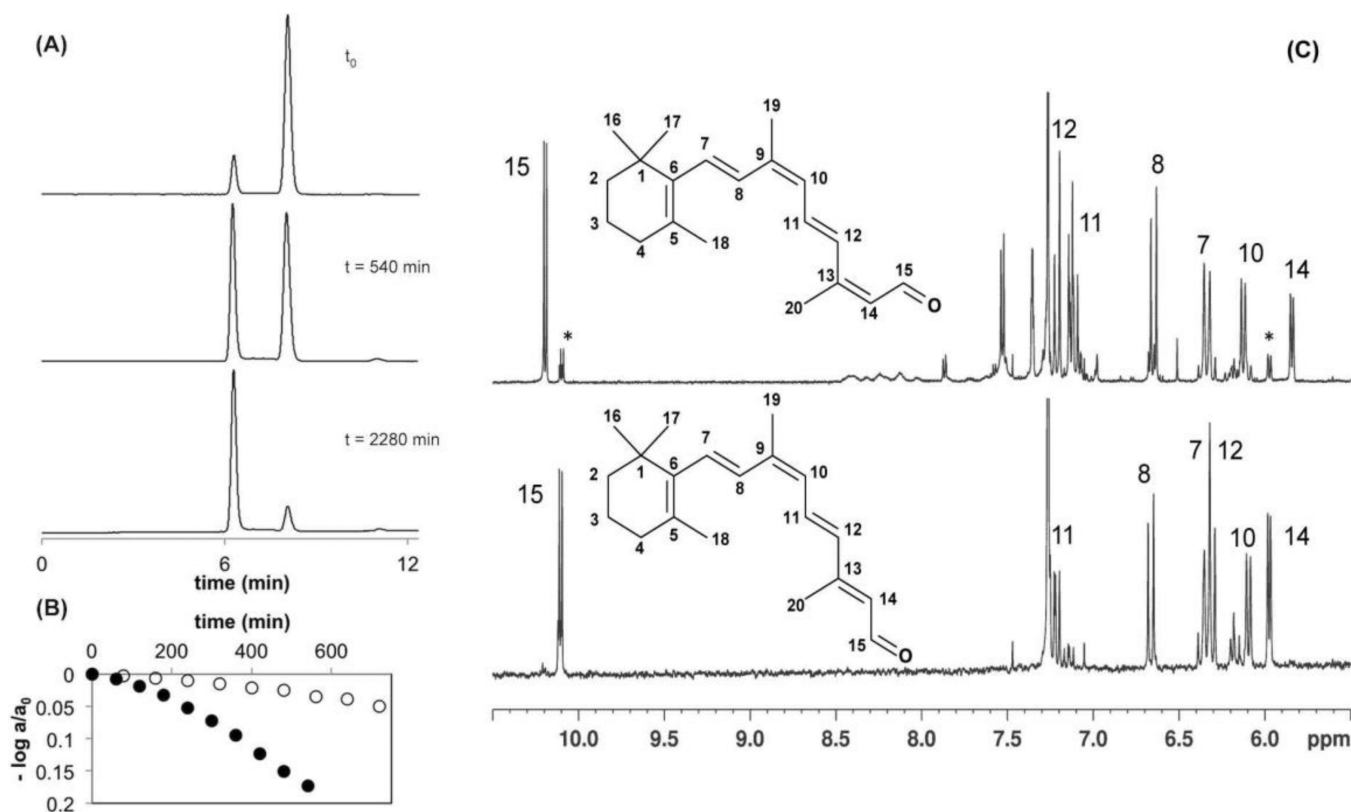 (A)
t0
t = 540 min
t = 2280 min
0 6 12
time (min)
(B)
time (min)
0 200 400 600
0
0.05
0.1
0.15
0.2
- log a/a0
(C)
15
*
12
11
8
7
10
*
14
16 17 19
7 9
2 1 6 8 10
3 5 11 12
4 18 13 15
20 14 O
15
11
8
7 12
10
14
16 17 19
7 9
2 1 6 8 10
3 5 11 12
4 18 13
20 14
15 O
10.0 9.5 9.0 8.5 8.0 7.5 7.0 6.5 6.0 ppm